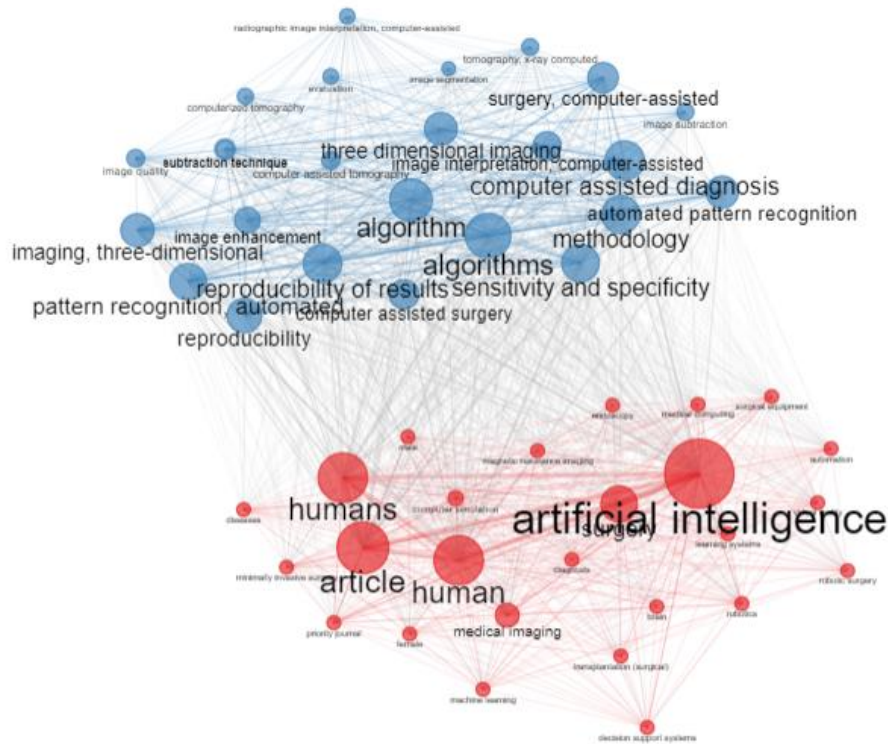 radiographic image interpretation, computer-assisted
tomography, x-ray computed
evaluation
image segmentation
surgery, computer-assisted
computerized tomography
image subtraction
three dimensional imaging
image interpretation, computer-assisted
subtraction technique
image quality
computer assisted tomography
computer assisted diagnosis
automated pattern recognition
algorithm
image enhancement
methodology
imaging, three-dimensional
algorithms
reproducibility of results
sensitivity and specificity
pattern recognition, automated
computer assisted surgery
reproducibility
endoscopy
medical computing
surgical equipment
male
magnetic resonance imaging
automation
humans
computer simulation
artificial intelligence
diseases
surgery
learning systems
article
human
minimally invasive surgery
diagnosis
robotic surgery
medical imaging
brain
robotics
priority journal
female
transplantation (surgical)
machine learning
decision support systems